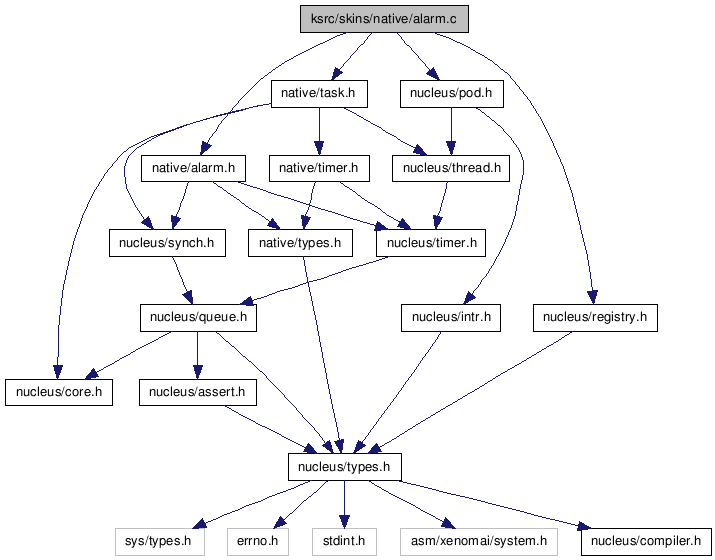 ksrc/skins/native/alarm.c
native/task.h
nucleus/pod.h
native/alarm.h
native/timer.h
nucleus/thread.h
nucleus/synch.h
native/types.h
nucleus/timer.h
nucleus/queue.h
nucleus/intr.h
nucleus/registry.h
nucleus/core.h
nucleus/assert.h
nucleus/types.h
sys/types.h
errno.h
stdint.h
asm/xenomai/system.h
nucleus/compiler.h